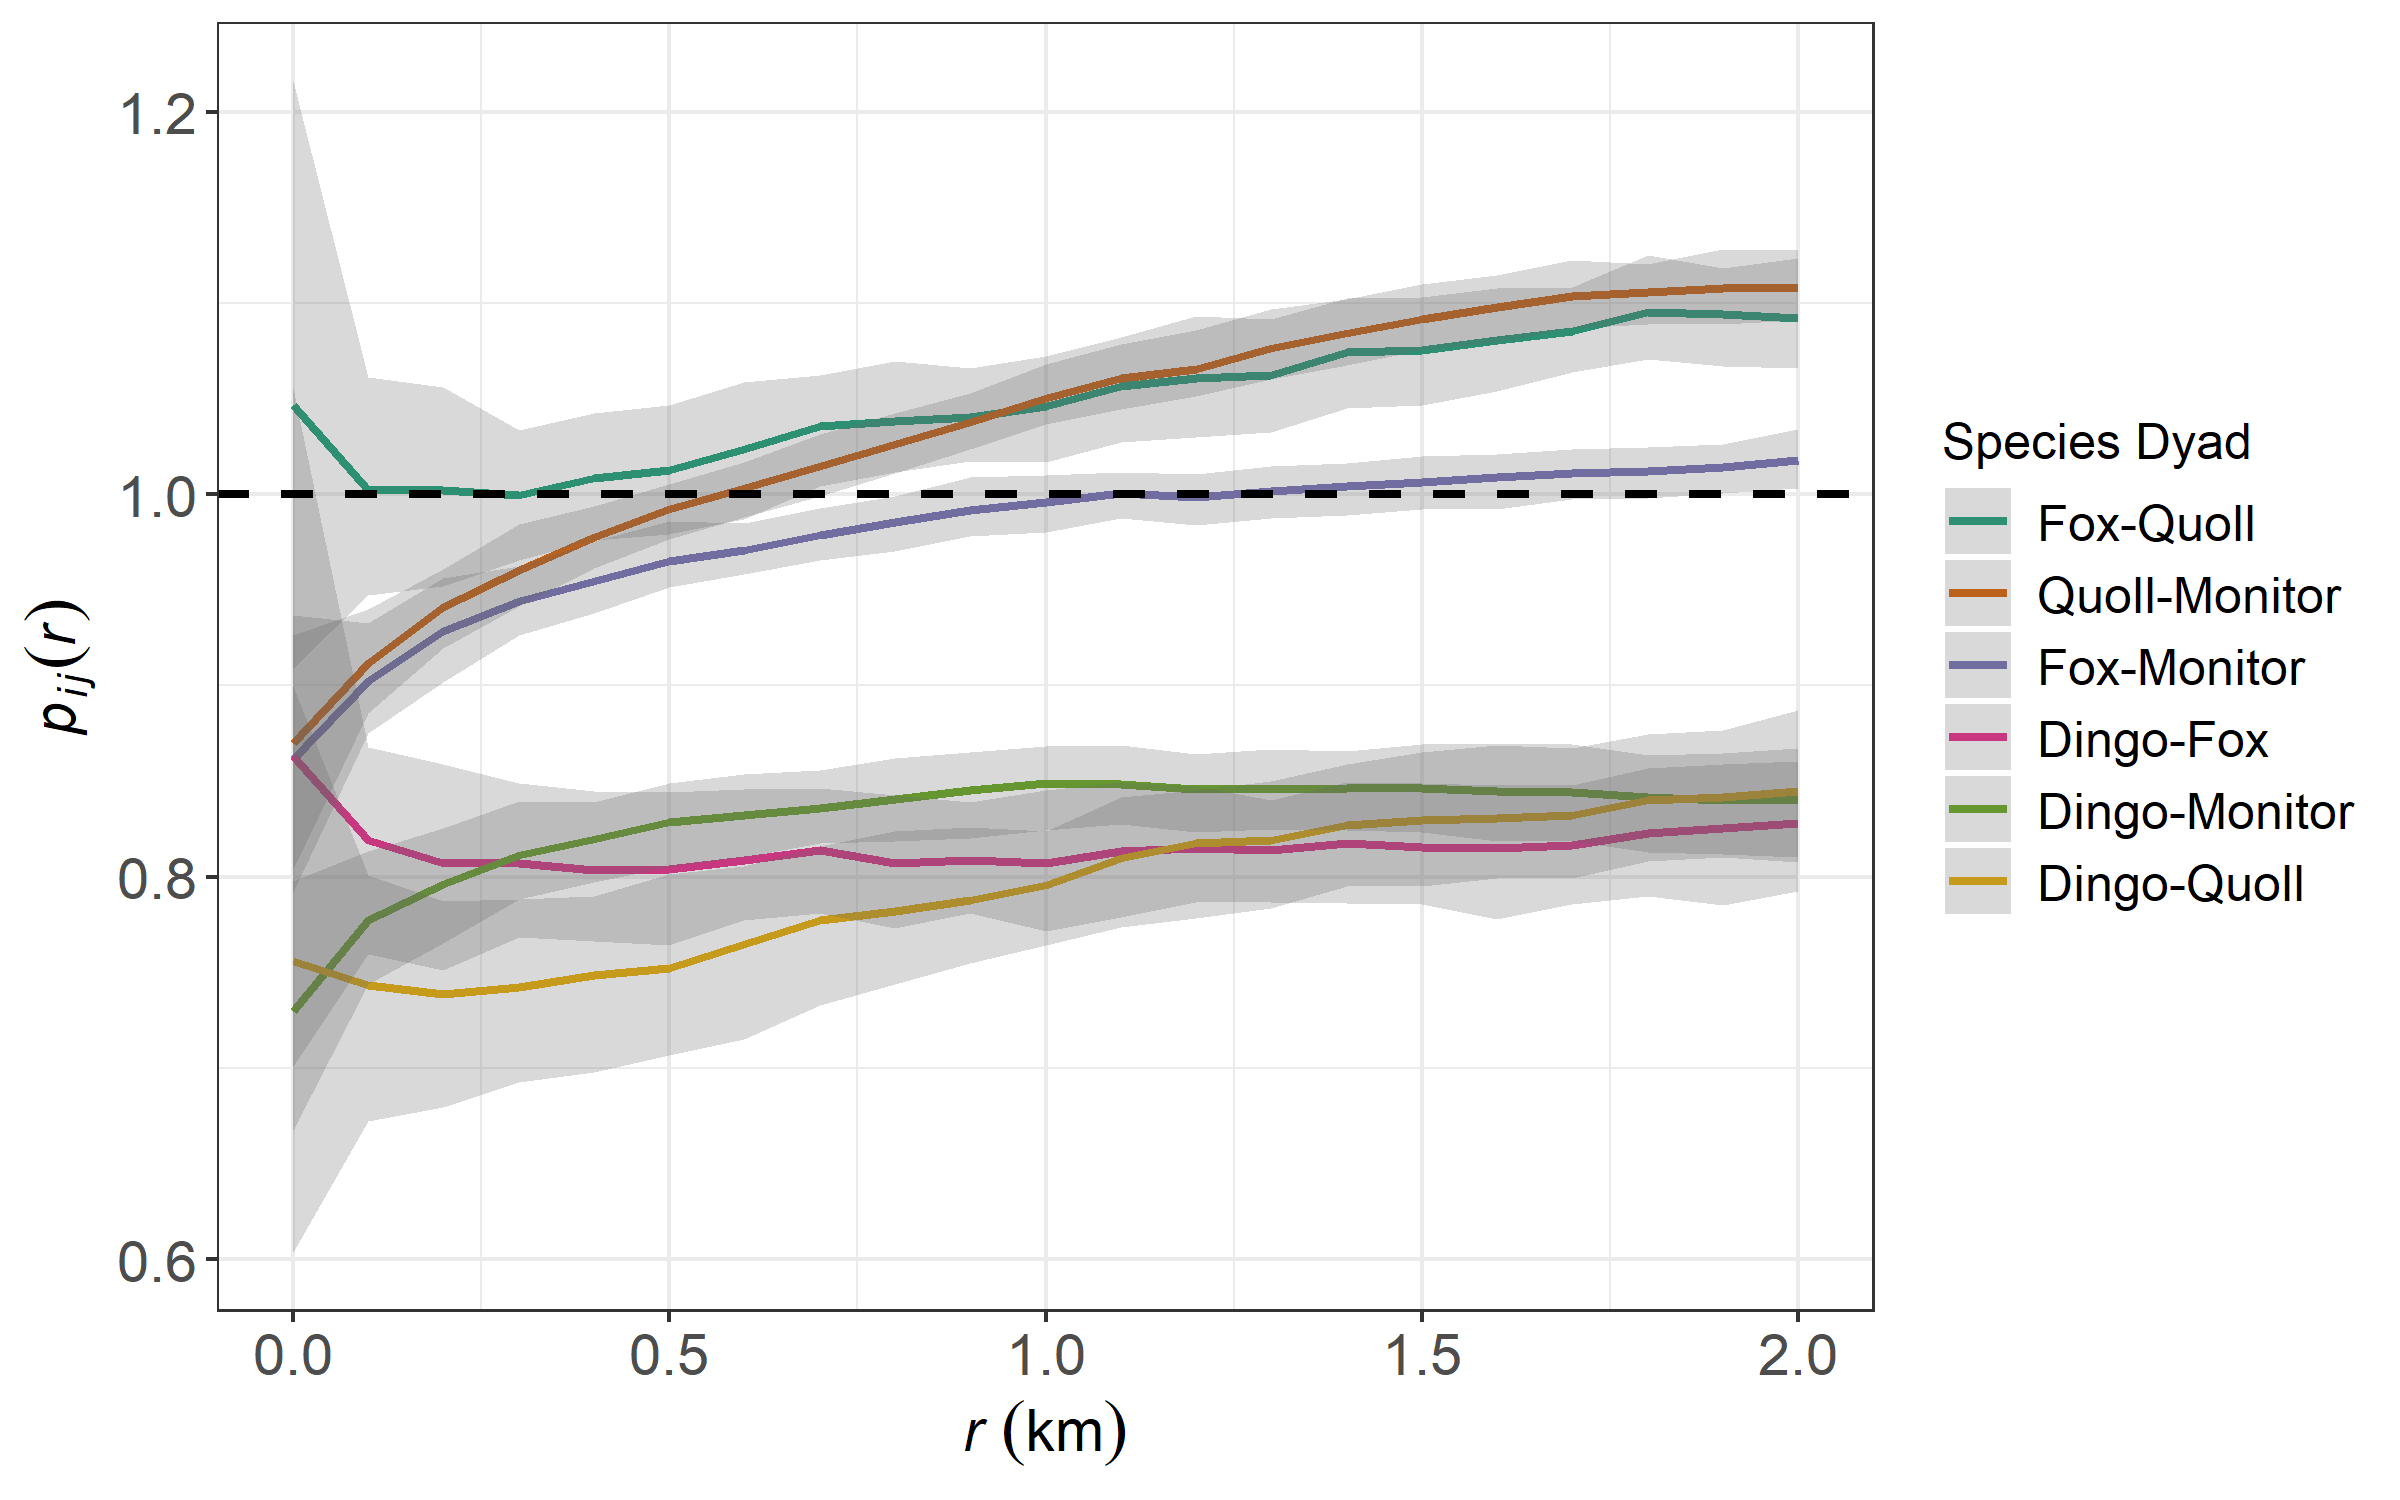 1.2
1.0
0.8
0.6
p ij(r)
0.0 0.5 1.0 1.5 2.0
r (km)
Species Dyad
Fox-Quoll
Quoll-Monitor
Fox-Monitor
Dingo-Fox
Dingo-Monitor
Dingo-Quoll